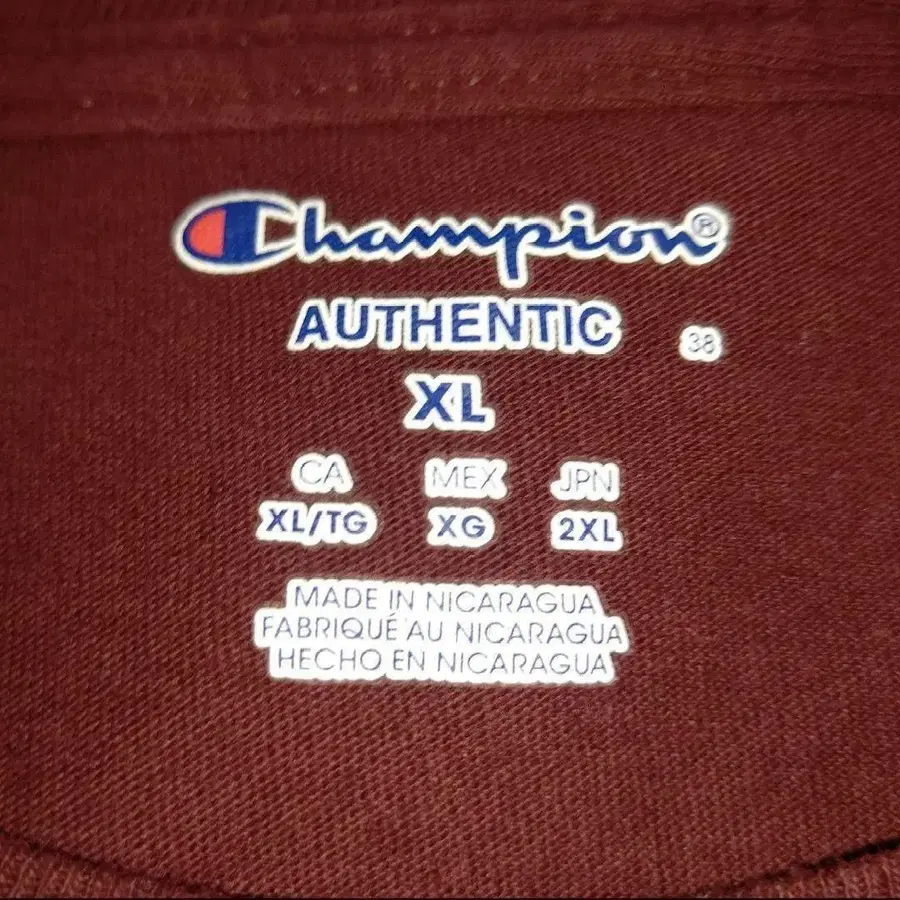 Champion®
AUTHENTIC
38
XL
CA MEX JPN
XL/TG XG 2XL
MADE IN NICARAGUA
FABRIQUÉ AU NICARAGUA
HECHO EN NICARAGUA